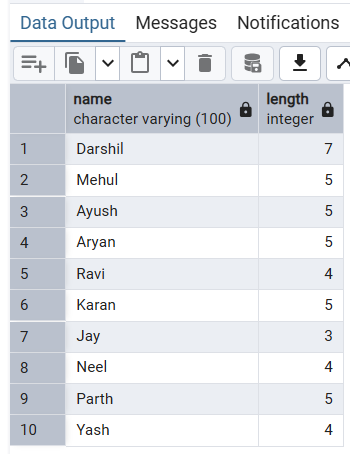 Data Output Messages Notifications
name length
character varying (100) integer
1 Darshil 7
2 Mehul 5
3 Ayush 5
4 Aryan 5
5 Ravi 4
6 Karan 5
7 Jay 3
8 Neel 4
9 Parth 5
10 Yash 4